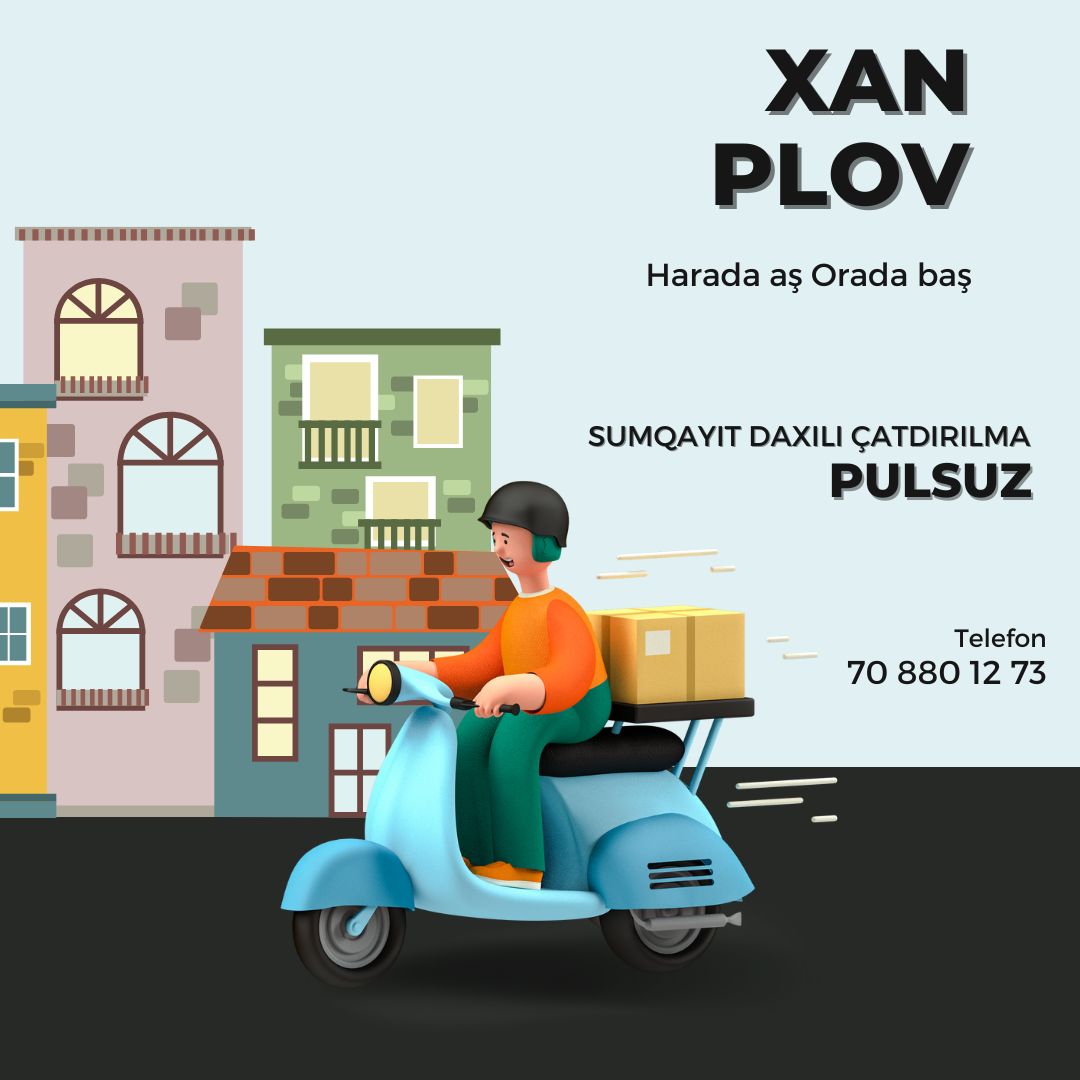 XAN
PLOV
Harada aş Orada baş
SUMQAYIT DAXILI ÇATDIRILMA
PULSUZ
Telefon
70 880 12 73